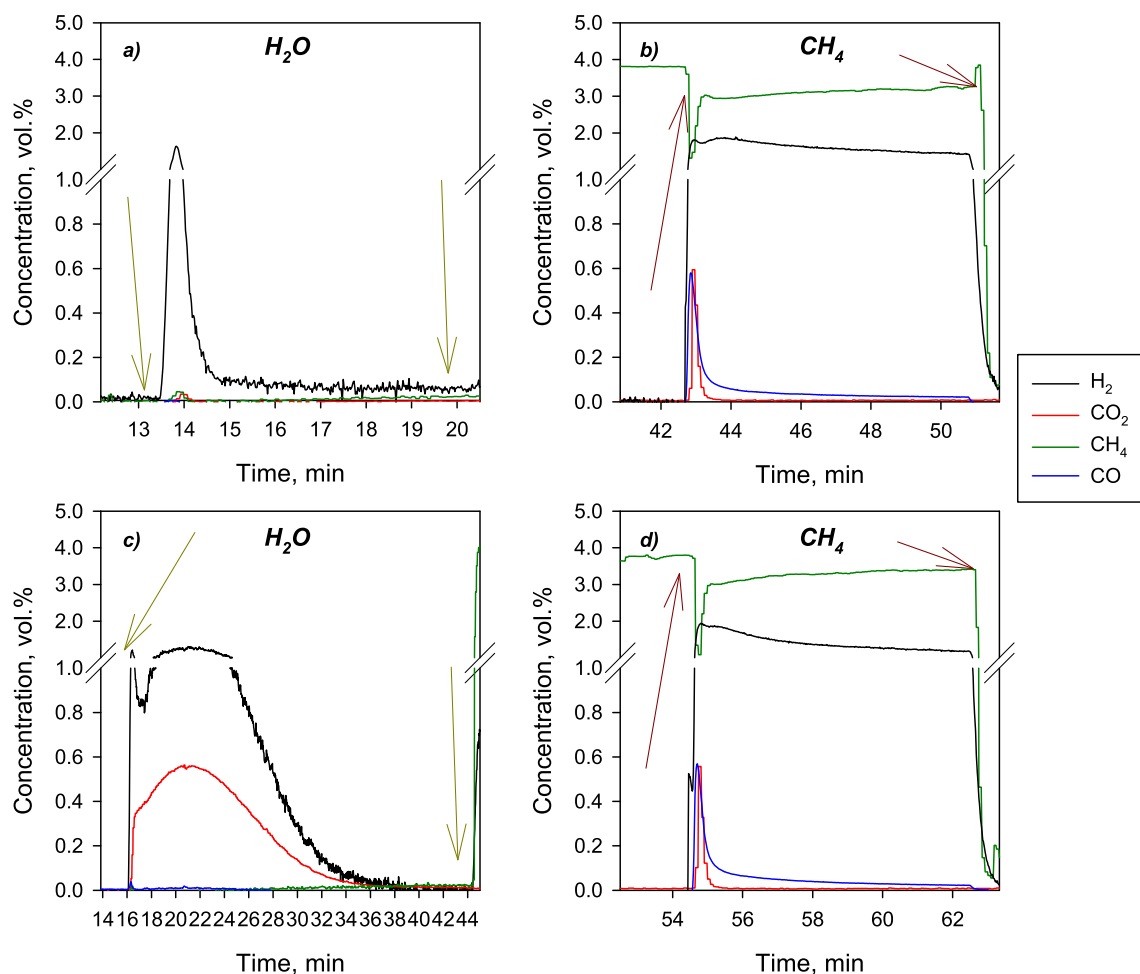 a)
H₂O
5.0
4.0
3.0
2.0
1.0
0.8
0.6
0.4
0.2
0.0
Concentration, vol.%
13 14 15 16 17 18 19 20
Time, min
b)
CH₄
5.0
4.0
3.0
2.0
1.0
0.8
0.6
0.4
0.2
0.0
Concentration, vol.%
42 44 46 48 50
Time, min
H₂
CO₂
CH₄
CO
c)
H₂O
5.0
4.0
3.0
2.0
1.0
0.8
0.6
0.4
0.2
0.0
Concentration, vol.%
14 16 18 20 22 24 26 28 30 32 34 36 38 40 42 44
Time, min
d)
CH₄
5.0
4.0
3.0
2.0
1.0
0.8
0.6
0.4
0.2
0.0
Concentration, vol.%
54 56 58 60 62
Time, min